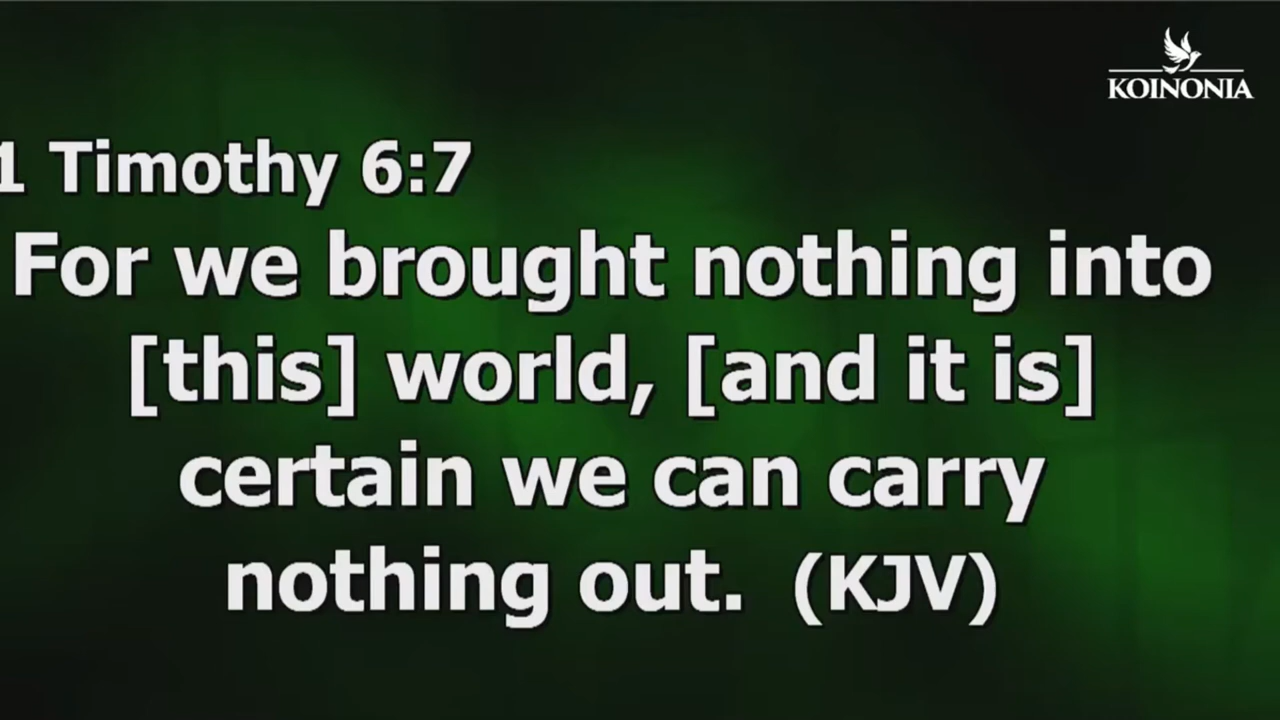 KOINONIA
1 Timothy 6:7
For we brought nothing into
[this] world, [and it is]
certain we can carry
nothing out.  (KJV)